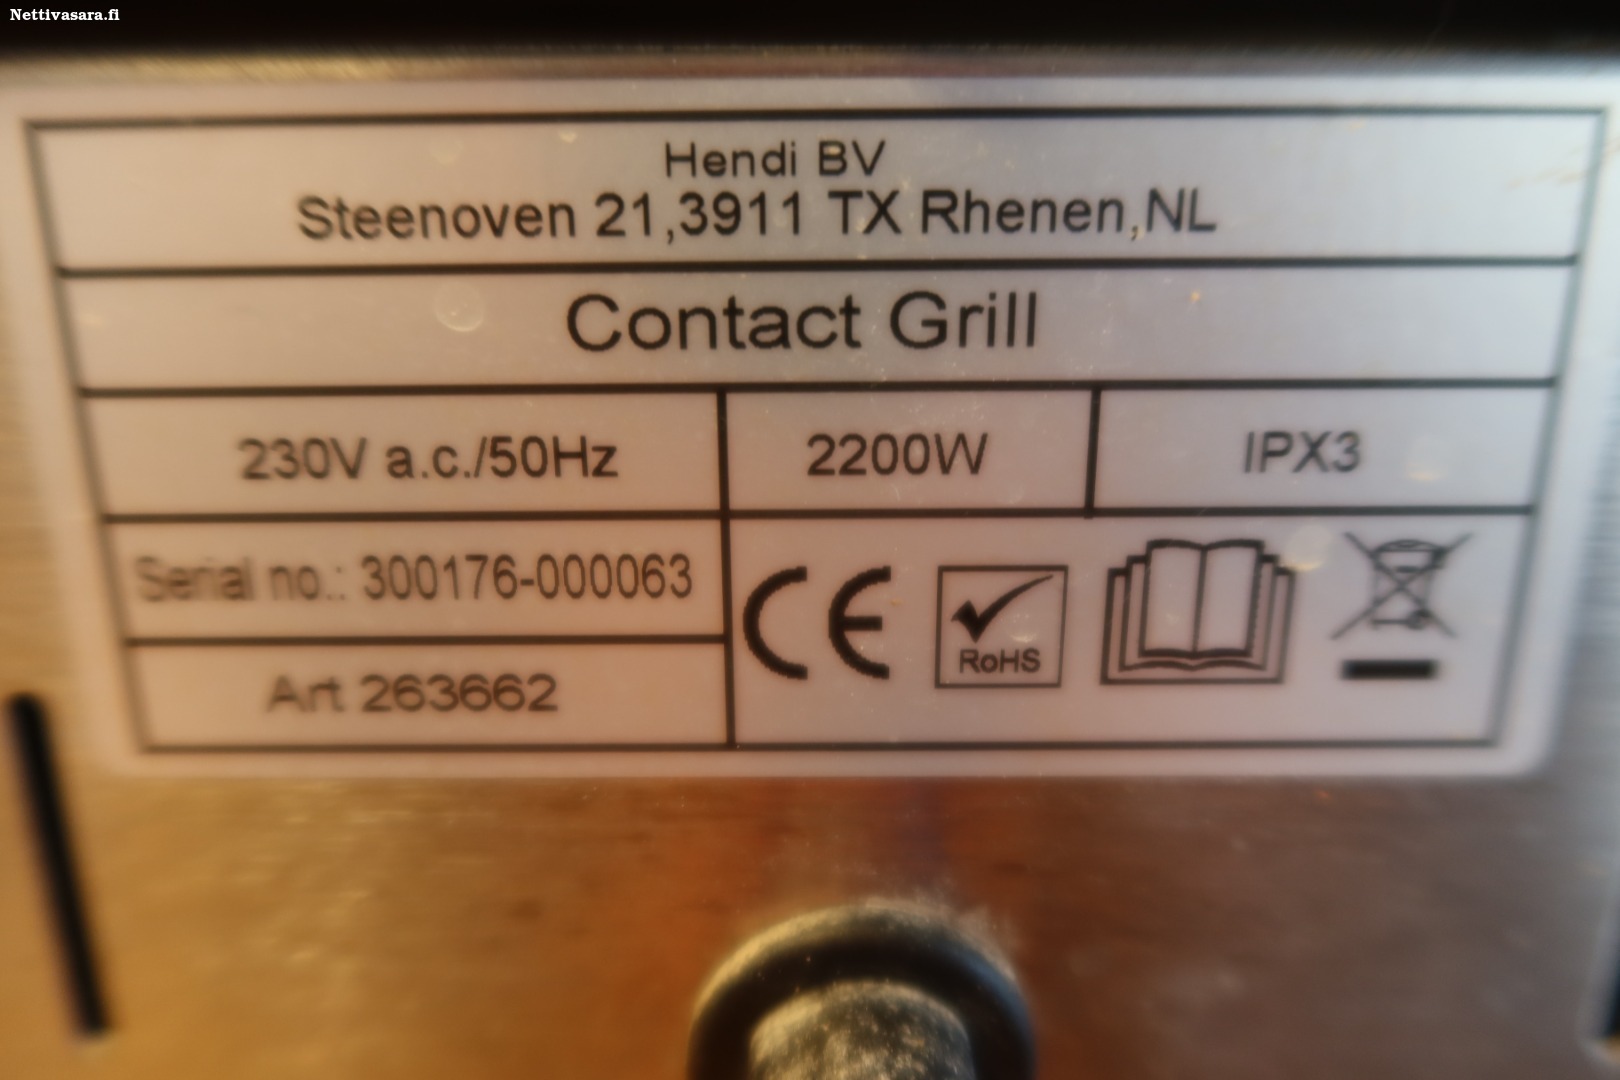 Nettivasara.fi
Hendi BV
Steenoven 21,3911 TX Rhenen,NL
Contact Grill
230V a.c./50Hz 2200W IPX3
Serial no.: 300176-000063
CE RoHS
Art 263662